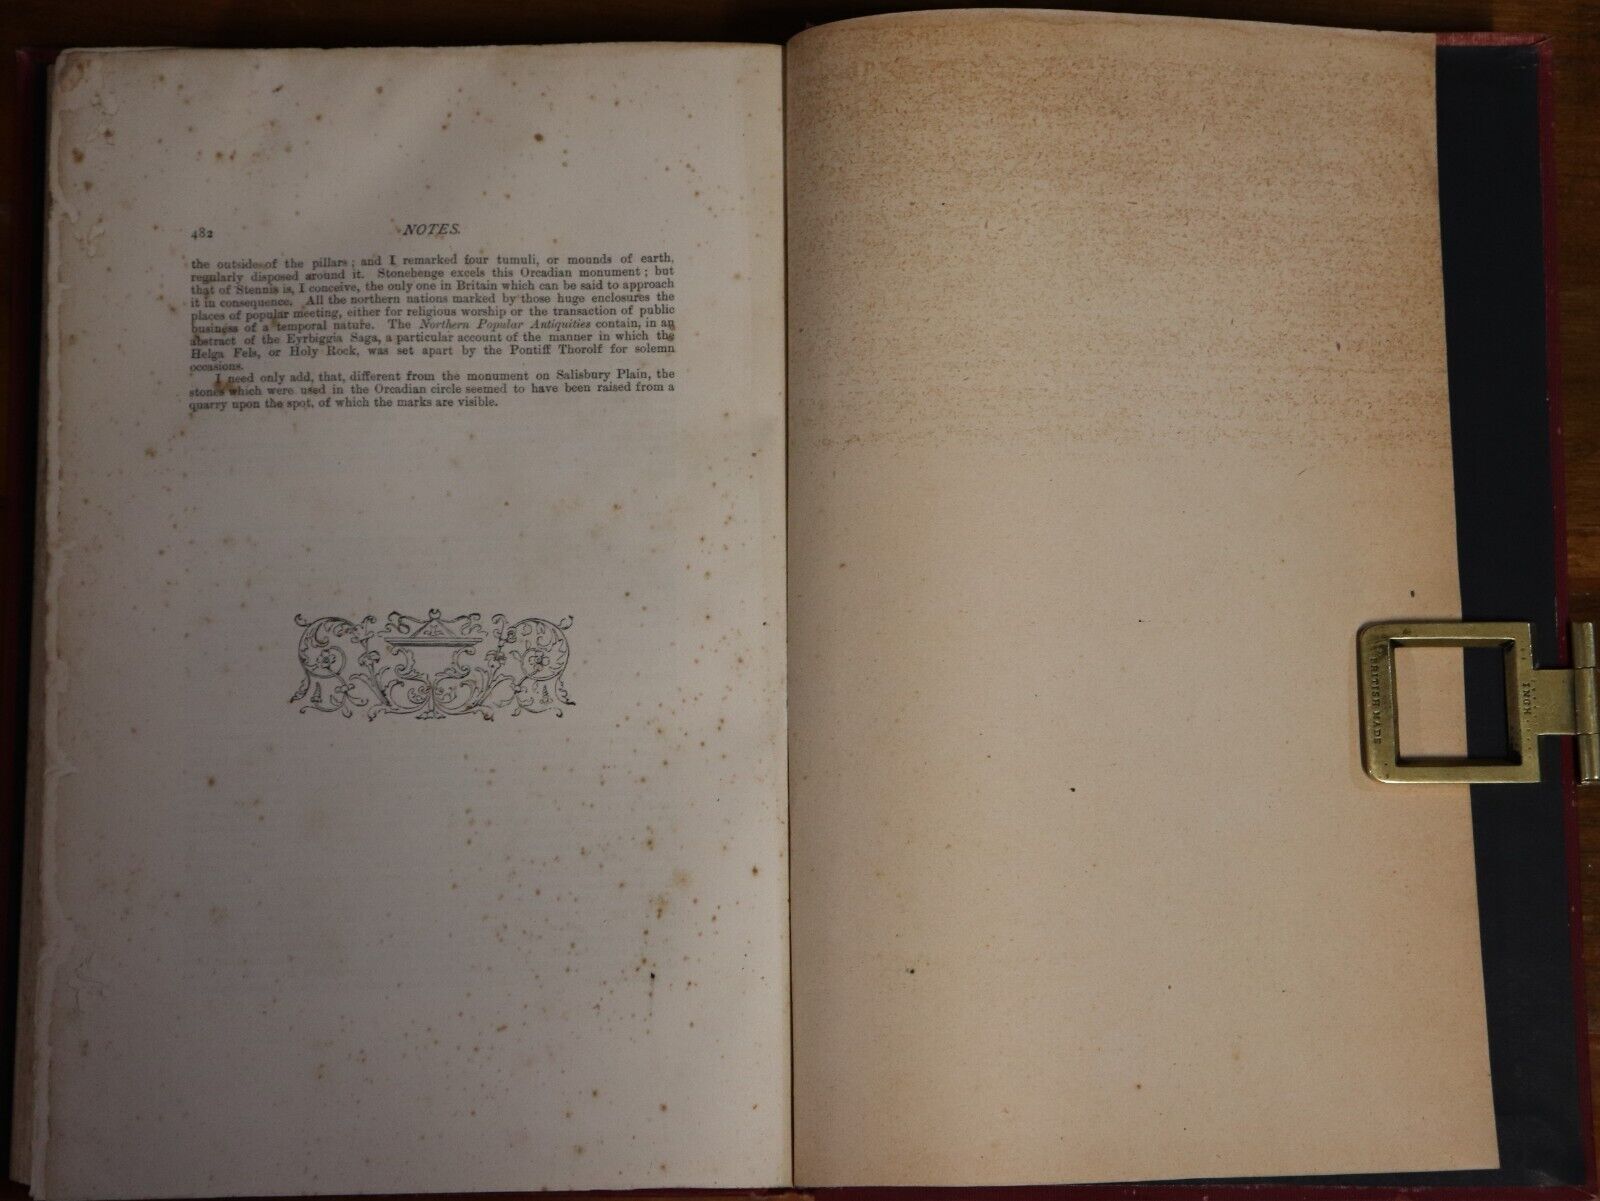 482 NOTES.
the outside of the pillars ; and I remarked four tumuli, or mounds of earth,
regularly disposed around it. Stonehenge excels this Orcadian monument ; but
that of Stennis is, I conceive, the only one in Britain which can be said to approach
it in consequence. All the northern nations marked by those huge enclosures the
places of popular meeting, either for religious worship or the transaction of public
business of a temporal nature. The Northern Popular Antiquities contain, in an
abstract of the Eyrbiggia Saga, a particular account of the manner in which the
Helga Fels, or Holy Rock, was set apart by the Pontiff Thorolf for solemn
occasions.
I need only add, that, different from the monument on Salisbury Plain, the
stones which were used in the Orcadian circle seemed to have been raised from a
quarry upon the spot, of which the marks are visible.
BRITISH MADE
INCH